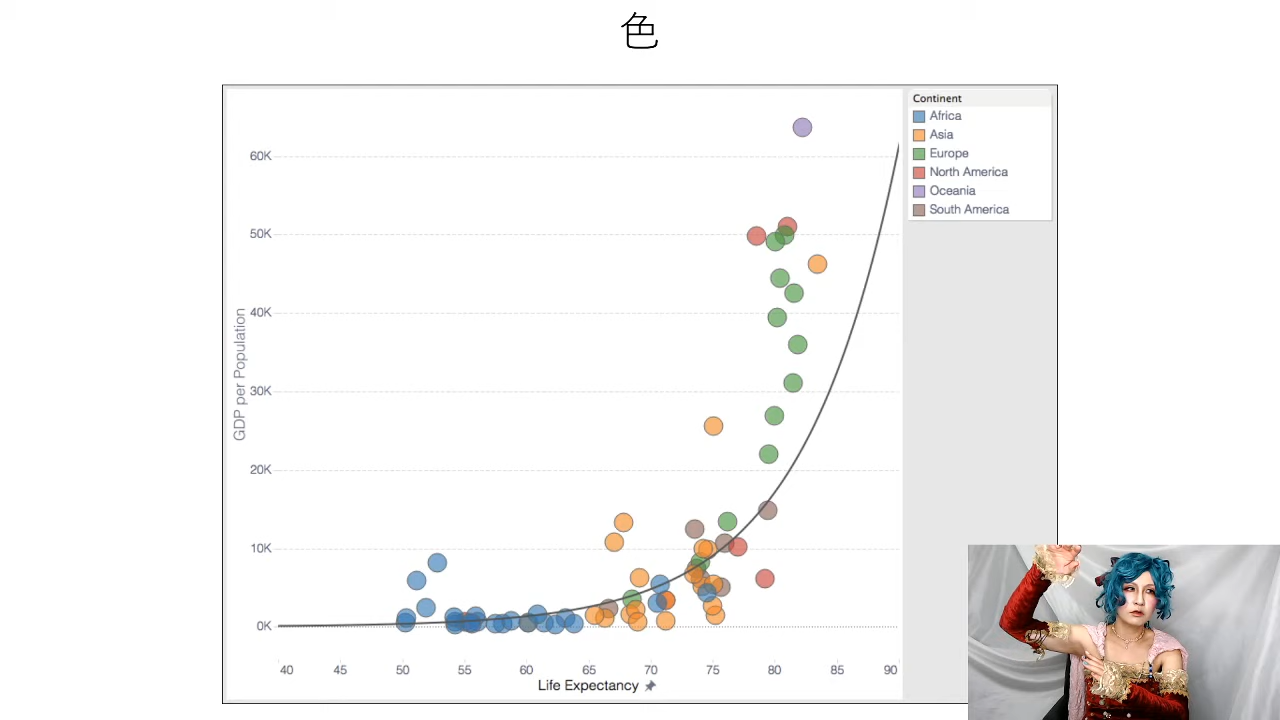 色
Continent
Africa
Asia
Europe
North America
Oceania
South America
60K
50K
40K
30K
20K
10K
0K
GDP per Population
40 45 50 55 60 65 70 75 80 85 90
Life Expectancy